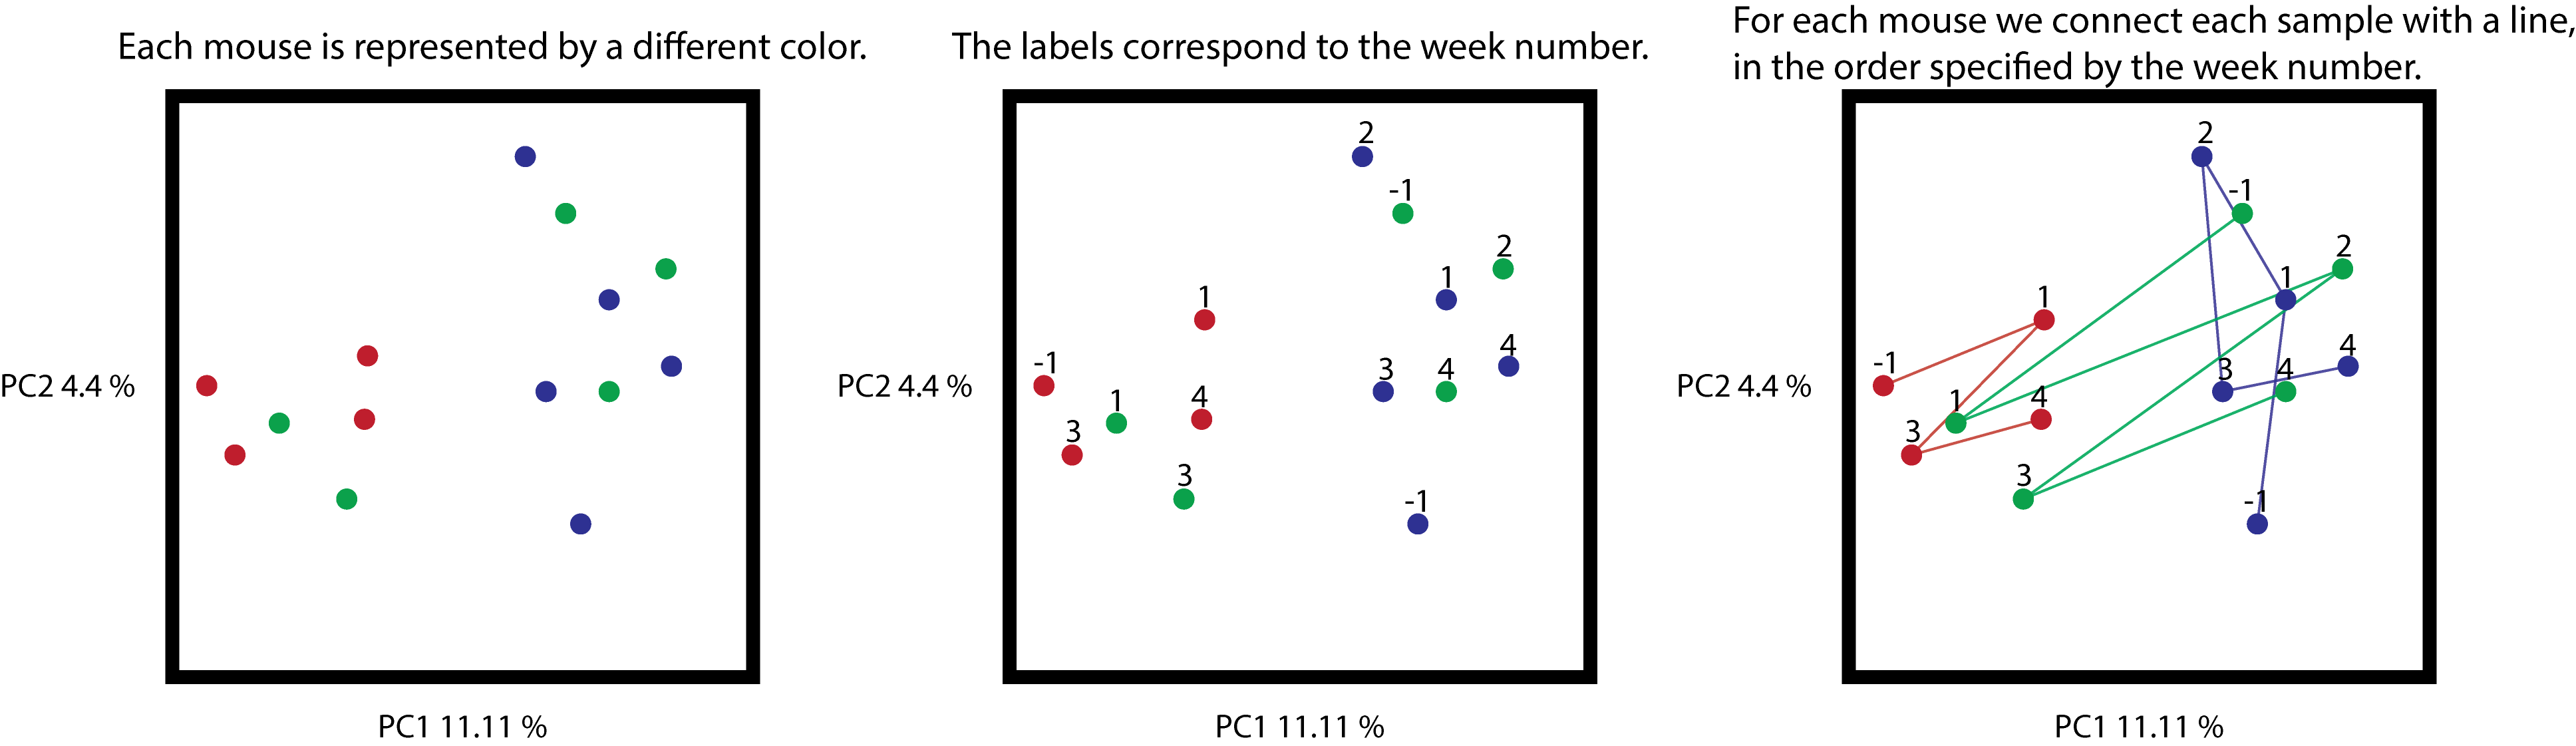 Each mouse is represented by a different color.
PC2 4.4 %
PC1 11.11 %
The labels correspond to the week number.
2
-1
2
1
1
4
3
4
-1
1
4
3
3
-1
PC2 4.4 %
PC1 11.11 %
For each mouse we connect each sample with a line,
in the order specified by the week number.
2
-1
2
1
1
4
3
4
-1
1
4
3
3
-1
PC2 4.4 %
PC1 11.11 %